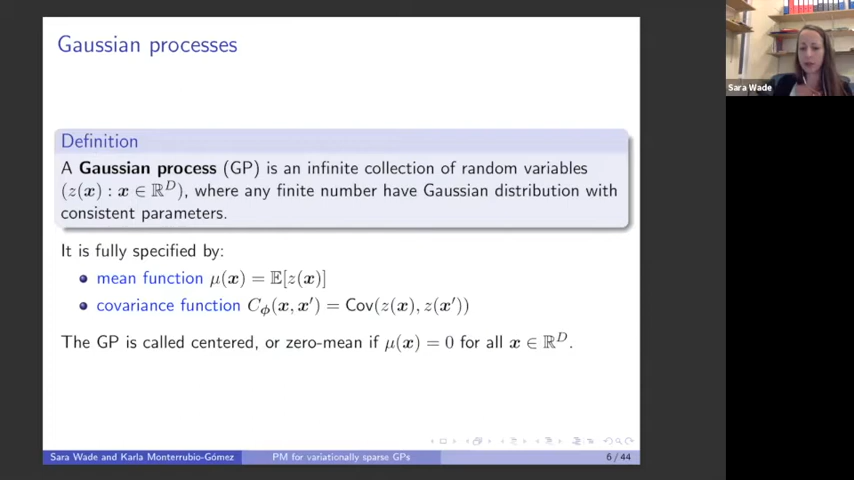 Gaussian processes
Definition
A Gaussian process (GP) is an infinite collection of random variables
(z(x) : x ∈ ℝᴰ), where any finite number have Gaussian distribution with
consistent parameters.
It is fully specified by:
mean function μ(x) = 𝔼[z(x)]
covariance function C_ϕ(x, x′) = Cov(z(x), z(x′))
The GP is called centered, or zero-mean if μ(x) = 0 for all x ∈ ℝᴰ.
Sara Wade and Karla Monterrubio-Gómez PM for variationally sparse GPs 6 / 44
Sara Wade